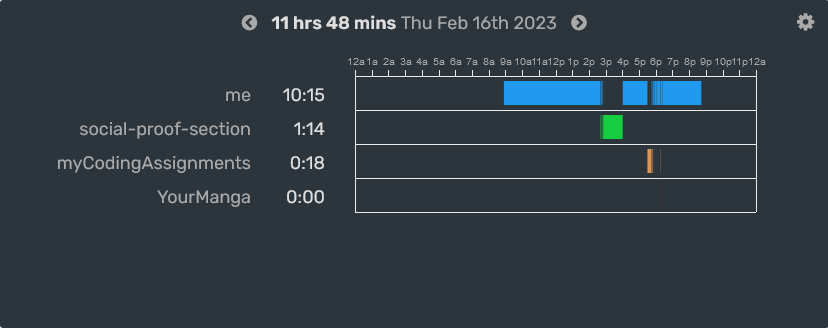 11 hrs 48 mins Thu Feb 16th 2023
12a 1a 2a 3a 4a 5a 6a 7a 8a 9a 10a 11a 12p 1p 2p 3p 4p 5p 6p 7p 8p 9p 10p 11p 12a
me 10:15
social-proof-section 1:14
myCodingAssignments 0:18
YourManga 0:00